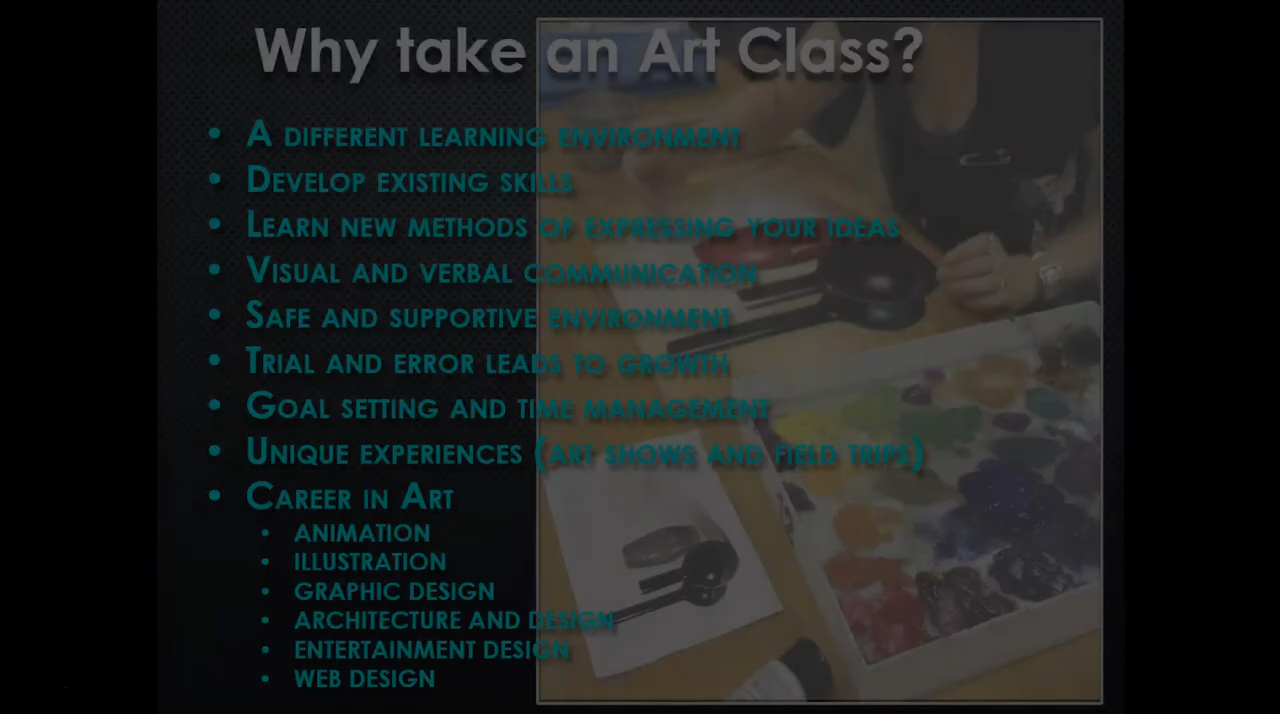 Why take an Art Class?
• A DIFFERENT LEARNING ENVIRONMENT
• DEVELOP EXISTING SKILLS
• LEARN NEW METHODS OF EXPRESSING YOUR IDEAS
• VISUAL AND VERBAL COMMUNICATION
• SAFE AND SUPPORTIVE ENVIRONMENT
• TRIAL AND ERROR LEADS TO GROWTH
• GOAL SETTING AND TIME MANAGEMENT
• UNIQUE EXPERIENCES (ART SHOWS AND FIELD TRIPS)
• CAREER IN ART
• ANIMATION
• ILLUSTRATION
• GRAPHIC DESIGN
• ARCHITECTURE AND DESIGN
• ENTERTAINMENT DESIGN
• WEB DESIGN